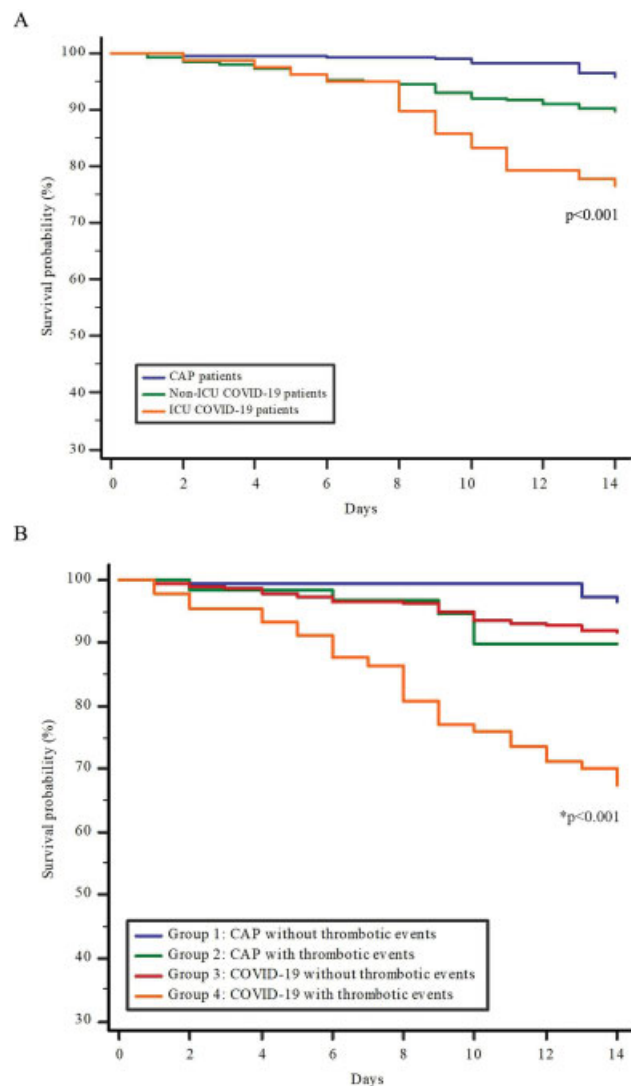 A
100
90
80
70
60
50
40
30
Survival probability (%)
p<0.001
CAP patients
Non-ICU COVID-19 patients
ICU COVID-19 patients
0 2 4 6 8 10 12 14
Days
B
100
90
80
70
60
50
40
30
Survival probability (%)
*p<0.001
Group 1: CAP without thrombotic events
Group 2: CAP with thrombotic events
Group 3: COVID-19 without thrombotic events
Group 4: COVID-19 with thrombotic events
0 2 4 6 8 10 12 14
Days